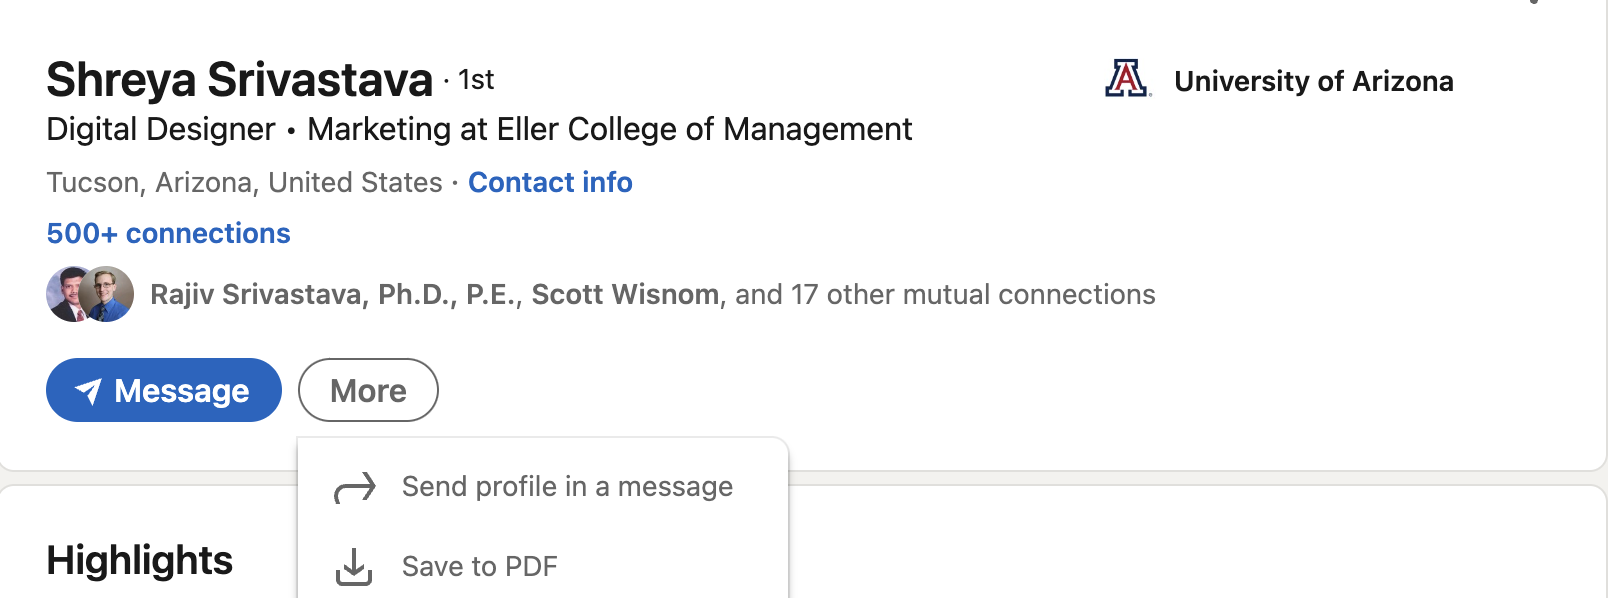 Shreya Srivastava · 1st
University of Arizona
Digital Designer • Marketing at Eller College of Management
Tucson, Arizona, United States · Contact info
500+ connections
Rajiv Srivastava, Ph.D., P.E., Scott Wisnom, and 17 other mutual connections
Message
More
Send profile in a message
Highlights
Save to PDF